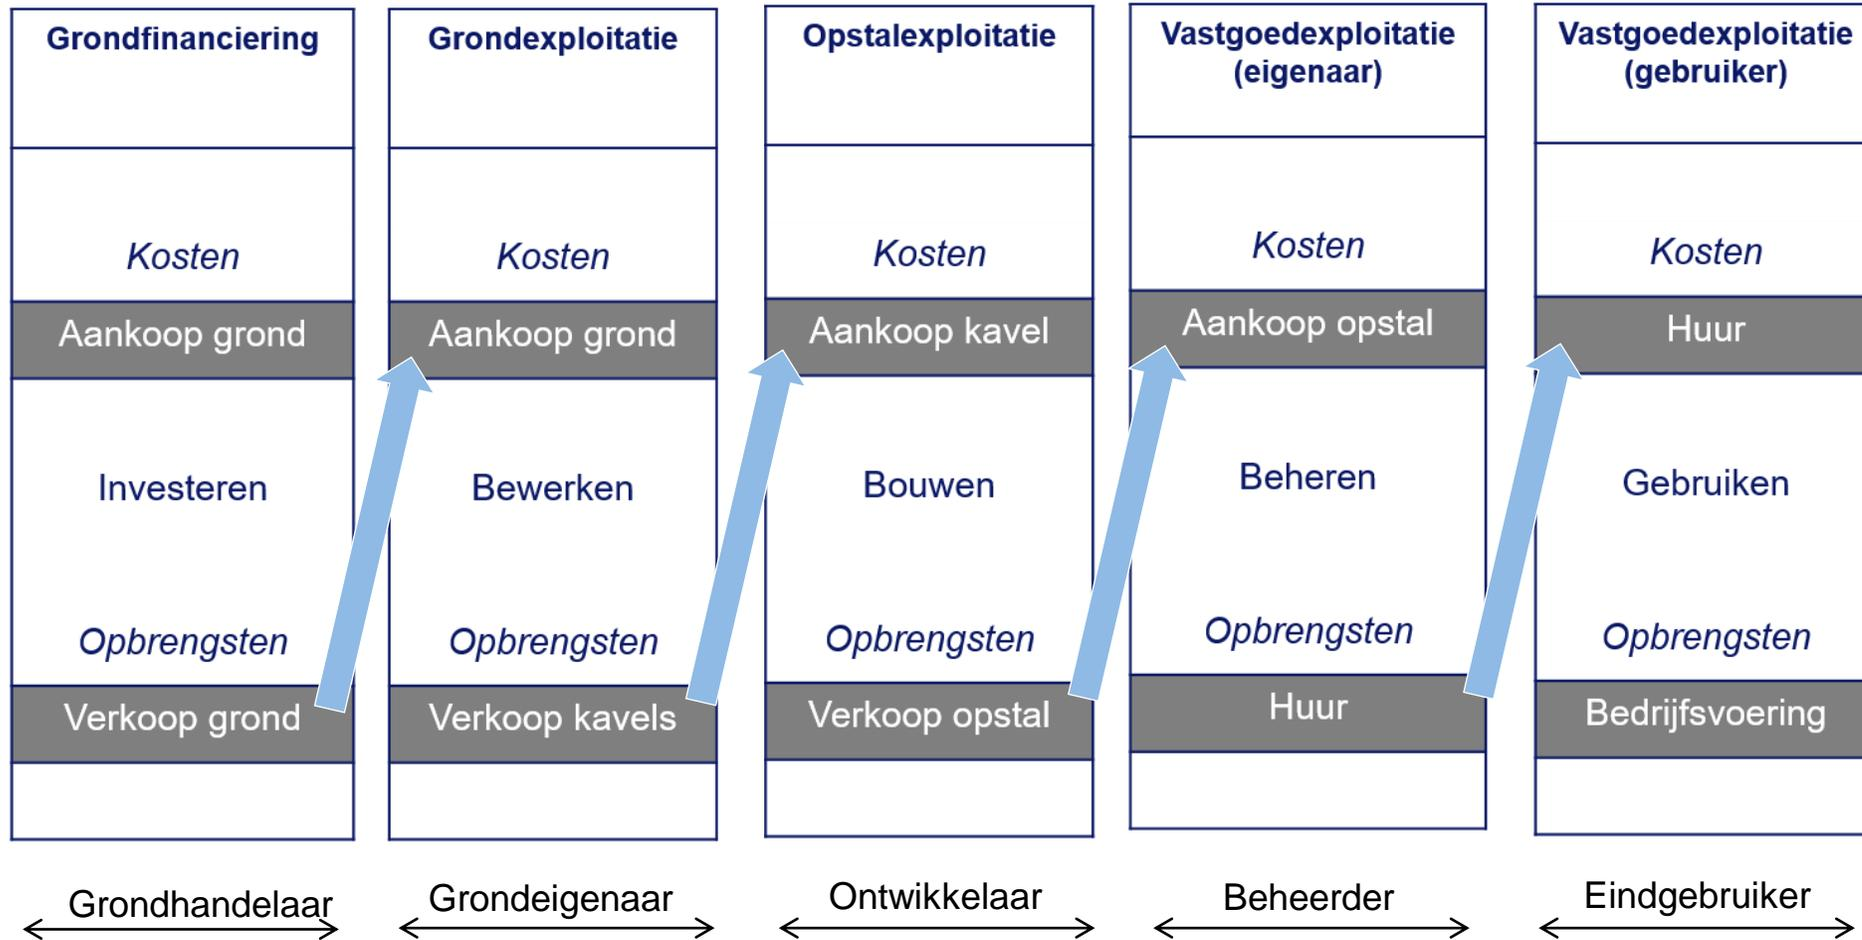 Grondfinanciering
Kosten
Aankoop grond
Investeren
Opbrengsten
Verkoop grond
Grondhandelaar
Grondexploitatie
Kosten
Aankoop grond
Bewerken
Opbrengsten
Verkoop kavels
Grondeigenaar
Opstalexploitatie
Kosten
Aankoop kavel
Bouwen
Opbrengsten
Verkoop opstal
Ontwikkelaar
Vastgoedexploitatie
(eigenaar)
Kosten
Aankoop opstal
Beheren
Opbrengsten
Huur
Beheerder
Vastgoedexploitatie
(gebruiker)
Kosten
Huur
Gebruiken
Opbrengsten
Bedrijfsvoering
Eindgebruiker